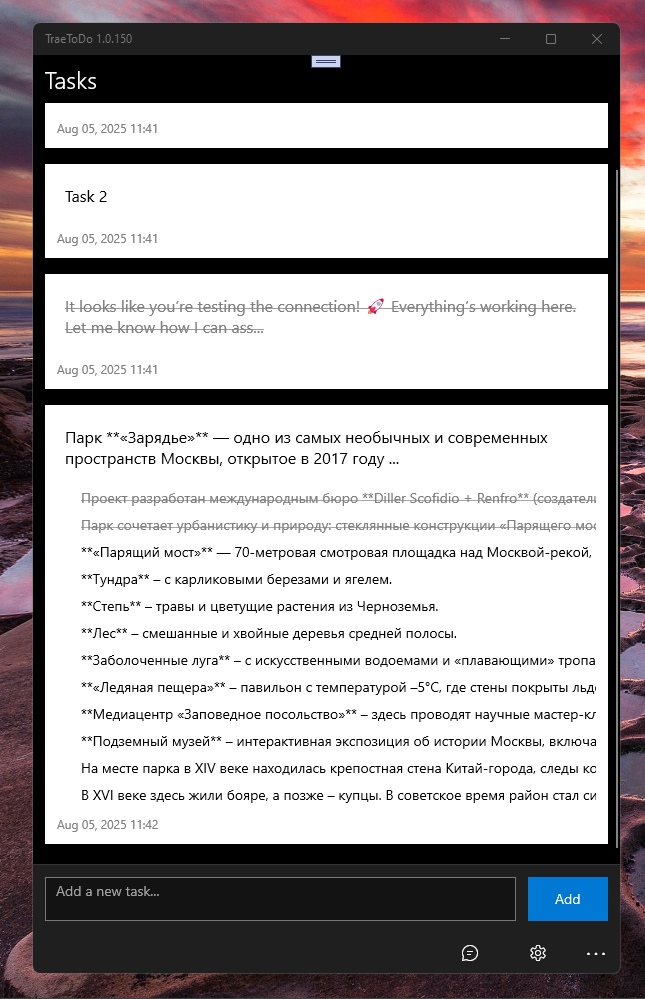 TraeToDo 1.0.150
Tasks
Aug 05, 2025 11:41
Task 2
Aug 05, 2025 11:41
It looks like you're testing the connection! 🚀 Everything's working here.
Let me know how I can ass...
Aug 05, 2025 11:41
Парк **«Зарядье»** — одно из самых необычных и современных
пространств Москвы, открытое в 2017 году ...
Проект разработан международным бюро **Diller Scofidio + Renfro** (создатели
Парк сочетает урбанистику и природу: стеклянные конструкции «Парящего мос
**«Парящий мост»** — 70-метровая смотровая площадка над Москвой-рекой,
**Тундра** – с карликовыми березами и ягелем.
**Степь** – травы и цветущие растения из Черноземья.
**Лес** – смешанные и хвойные деревья средней полосы.
**Заболоченные луга** – с искусственными водоемами и «плавающими» тропа
**«Ледяная пещера»** – павильон с температурой –5°C, где стены покрыты льдо
**Медиацентр «Заповедное посольство»** – здесь проводят научные мастер-кл
**Подземный музей** – интерактивная экспозиция об истории Москвы, включа
На месте парка в XIV веке находилась крепостная стена Китай-города, следы ко
В XVI веке здесь жили бояре, а позже – купцы. В советское время район стал си
Aug 05, 2025 11:42
Add a new task...
Add